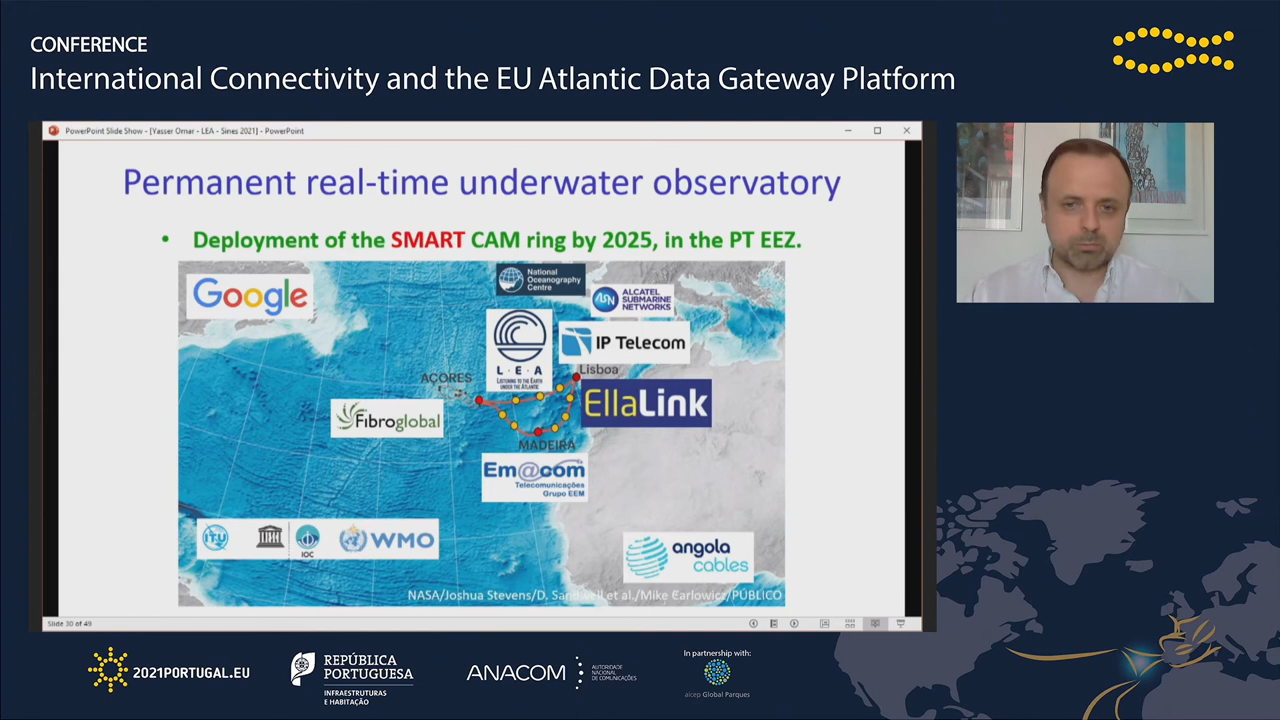 CONFERENCE
International Connectivity and the EU Atlantic Data Gateway Platform
PowerPoint Slide Show - [Yasser Omar - LEA - Sines 2021] - PowerPoint
Permanent real-time underwater observatory
• Deployment of the SMART CAM ring by 2025, in the PT EEZ.
Google
National
Oceanography
Centre
ASN
ALCATEL
SUBMARINE
NETWORKS
L·E·A
LISTENING TO THE EARTH
UNDER THE ATLANTIC
IP Telecom
Lisboa
AÇORES
EllaLink
Fibroglobal
MADEIRA
Em@com
Telecomunicações
Grupo EEM
ITU
IOC
WMO
angola
cables
NASA/Joshua Stevens/D. Sandwell et al./Mike Carlowicz/PÚBLICO
Slide 30 of 49
2021PORTUGAL.EU
REPÚBLICA
PORTUGUESA
INFRAESTRUTURAS
E HABITAÇÃO
ANACOM
AUTORIDADE
NACIONAL
DE COMUNICAÇÕES
In partnership with:
aicep Global Parques